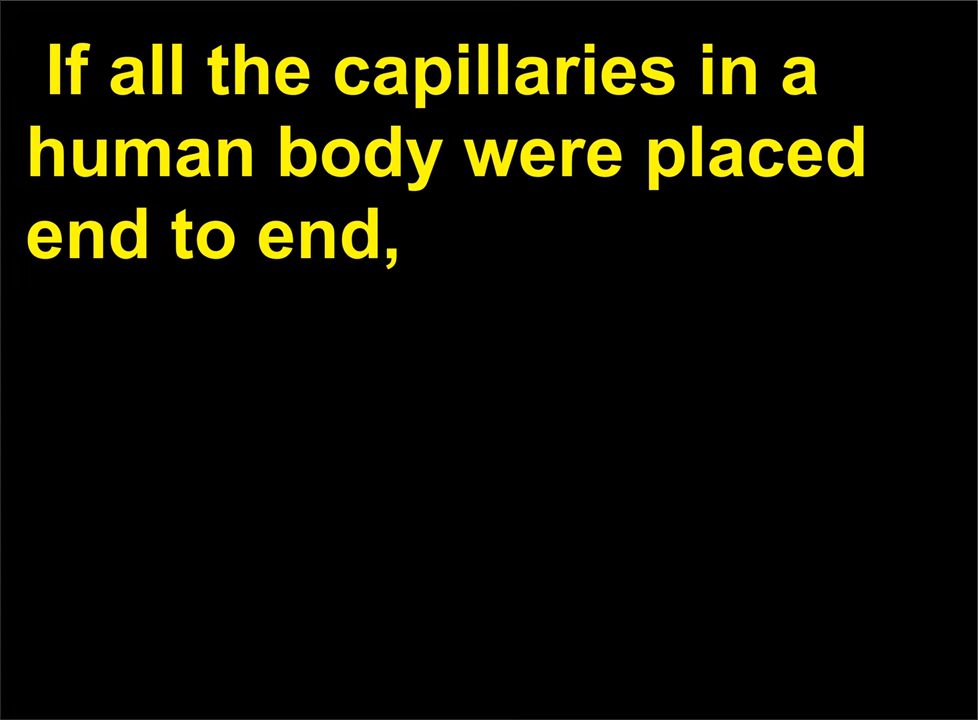 If all the capillaries in a
human body were placed
end to end,